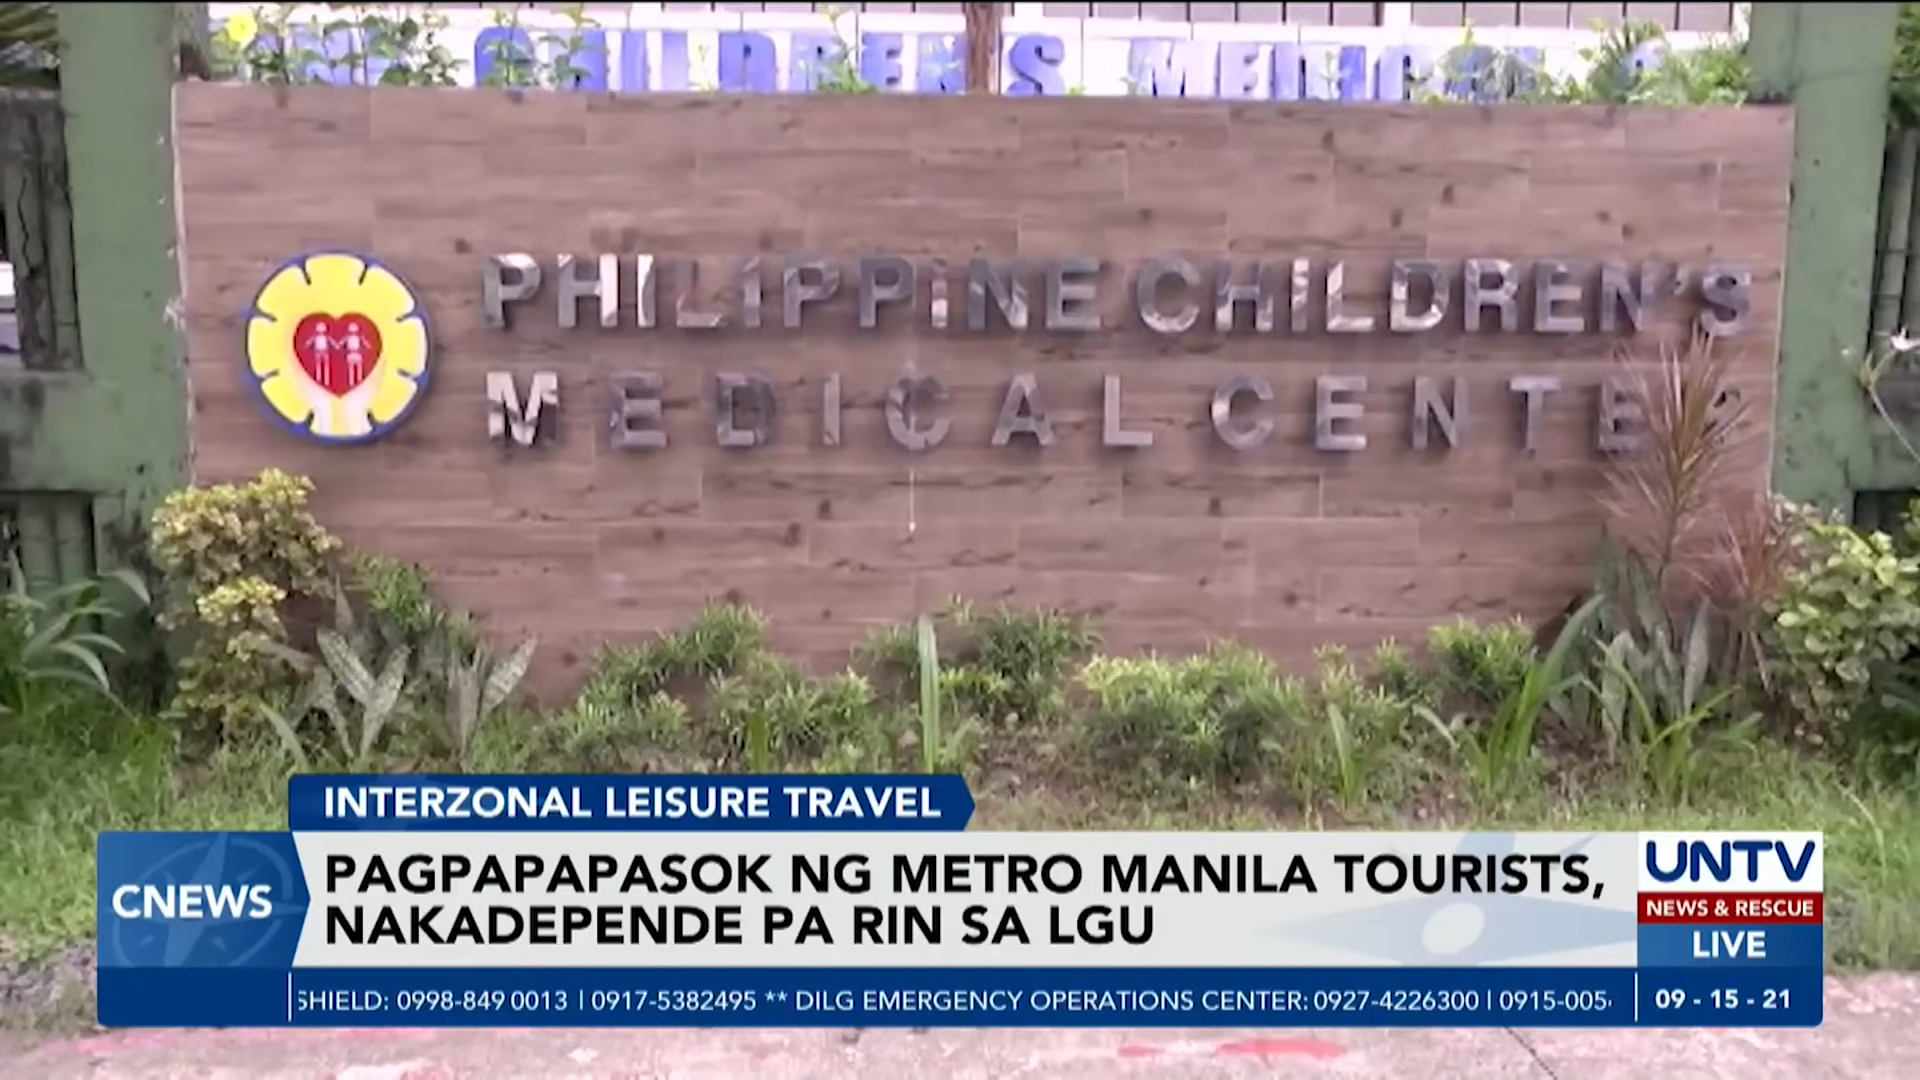 CHILDREN'S MEDICAL C
PHILIPPINE CHILDREN'S
MEDICAL CENTER
INTERZONAL LEISURE TRAVEL
CNEWS
PAGPAPAPASOK NG METRO MANILA TOURISTS,
NAKADEPENDE PA RIN SA LGU
UNTV
NEWS & RESCUE
LIVE
SHIELD: 0998-849 0013 | 0917-5382495 ** DILG EMERGENCY OPERATIONS CENTER: 0927-4226300 | 0915-005
09 - 15 - 21